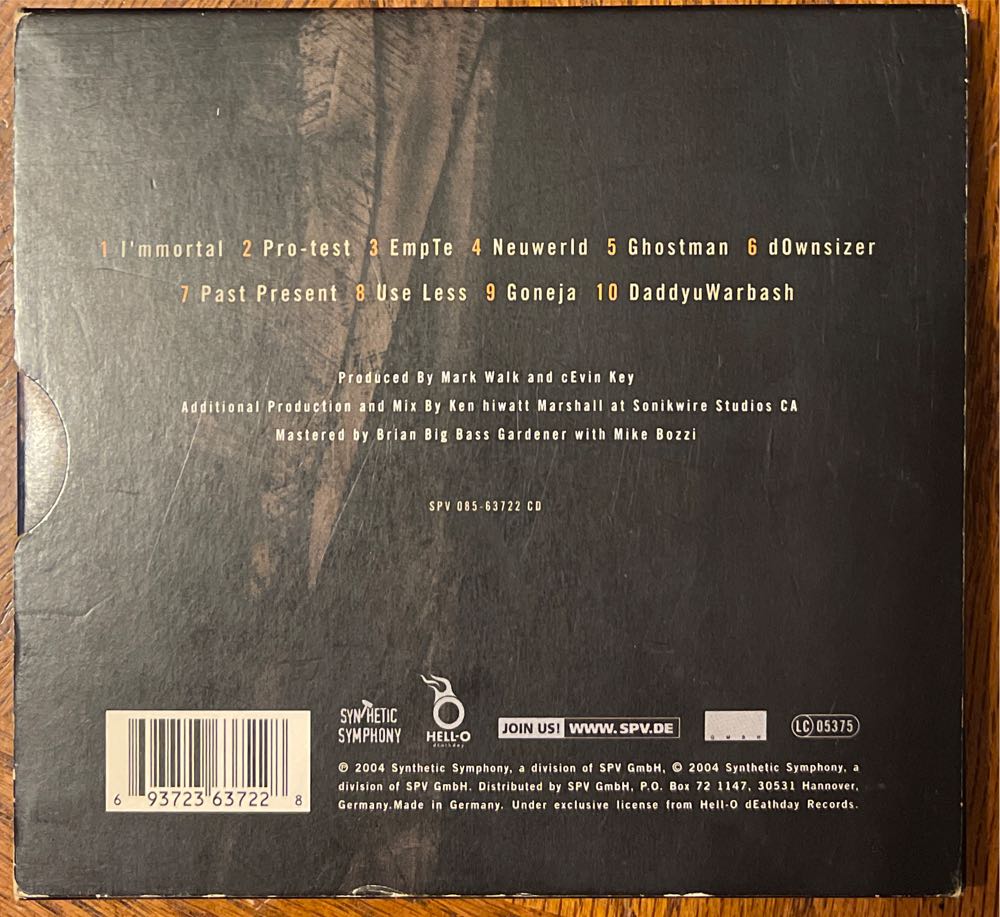 1 I'mmortal 2 Pro-test 3 EmpTe 4 Neuwerld 5 Ghostman 6 dOwnsizer
7 Past Present 8 Use Less 9 Goneja 10 DaddyuWarbash
Produced By Mark Walk and cEvin Key
Additional Production and Mix By Ken hiwatt Marshall at Sonikwire Studios CA
Mastered by Brian Big Bass Gardener with Mike Bozzi
SPV 085-63722 CD
SYNTHETIC
SYMPHONY
HELL-O
dEathday
JOIN US! WWW.SPV.DE
GMBH
LC 05375
6 93723 63722 8
℗ 2004 Synthetic Symphony, a division of SPV GmbH, © 2004 Synthetic Symphony, a
division of SPV GmbH. Distributed by SPV GmbH, P.O. Box 72 1147, 30531 Hannover,
Germany.Made in Germany. Under exclusive license from Hell-O dEathday Records.